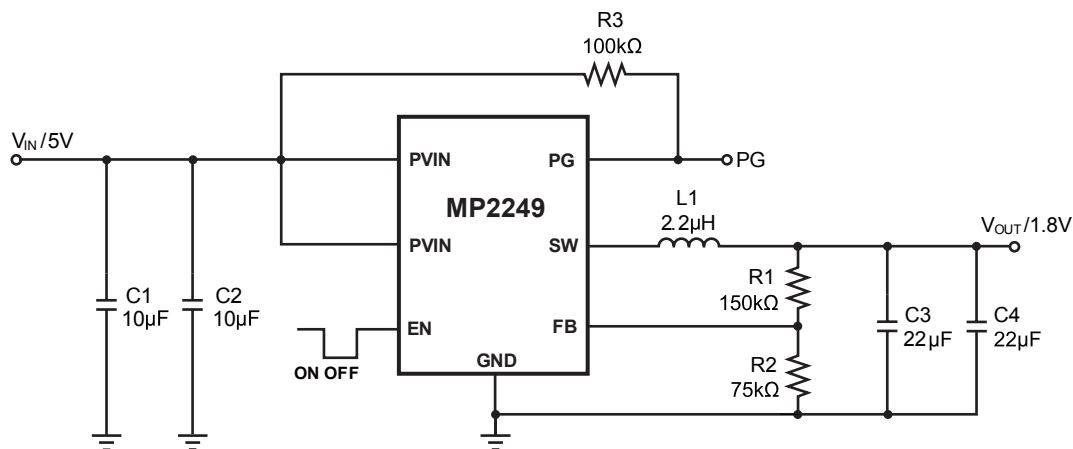 R3
100kΩ
VIN/5V
PVIN
PG
PG
MP2249
L1
2.2µH
VOUT/1.8V
PVIN
SW
R1
150kΩ
C1
10µF
C2
10µF
C3
22µF
C4
22µF
EN
FB
ON OFF
GND
R2
75kΩ